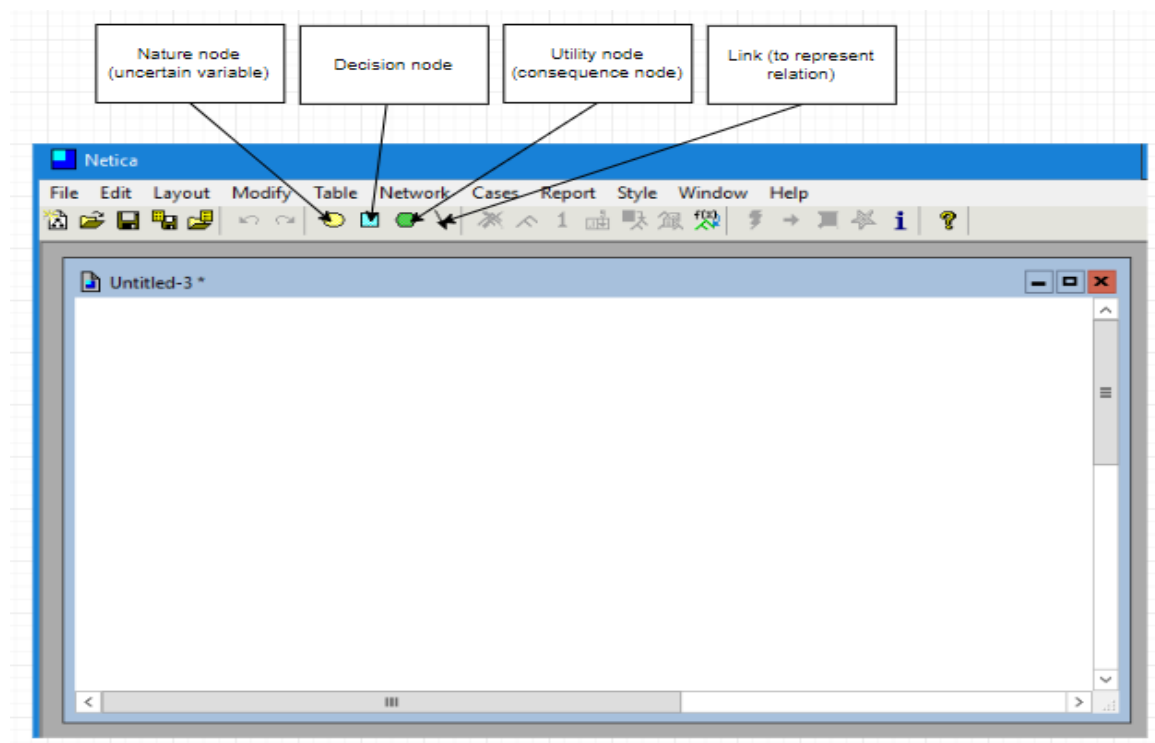 Nature node
(uncertain variable)
Decision node
Utility node
(consequence node)
Link (to represent
relation)
Netica
File Edit Layout Modify Table Network Cases Report Style Window Help
1 f(x) i ?
Untitled-3 *